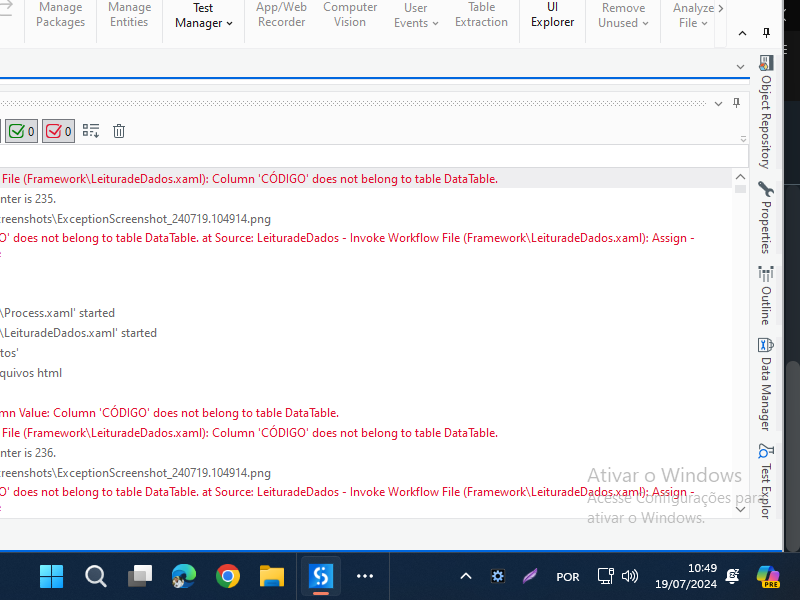 Manage Packages
Manage Entities
Test Manager
App/Web Recorder
Computer Vision
User Events
Table Extraction
UI Explorer
Remove Unused
Analyze File
0
0
File (Framework\LeituradeDados.xaml): Column 'CÓDIGO' does not belong to table DataTable.
nter is 235.
creenshots\ExceptionScreenshot_240719.104914.png
O' does not belong to table DataTable. at Source: LeituradeDados - Invoke Workflow File (Framework\LeituradeDados.xaml): Assign -
\Process.xaml' started
\LeituradeDados.xaml' started
tos'
quivos html
mn Value: Column 'CÓDIGO' does not belong to table DataTable.
File (Framework\LeituradeDados.xaml): Column 'CÓDIGO' does not belong to table DataTable.
nter is 236.
creenshots\ExceptionScreenshot_240719.104914.png
O' does not belong to table DataTable. at Source: LeituradeDados - Invoke Workflow File (Framework\LeituradeDados.xaml): Assign -
Object Repository
Properties
Outline
Data Manager
Test Explor
Ativar o Windows
Acesse Configurações para
ativar o Windows.
POR
10:49
19/07/2024
PRE